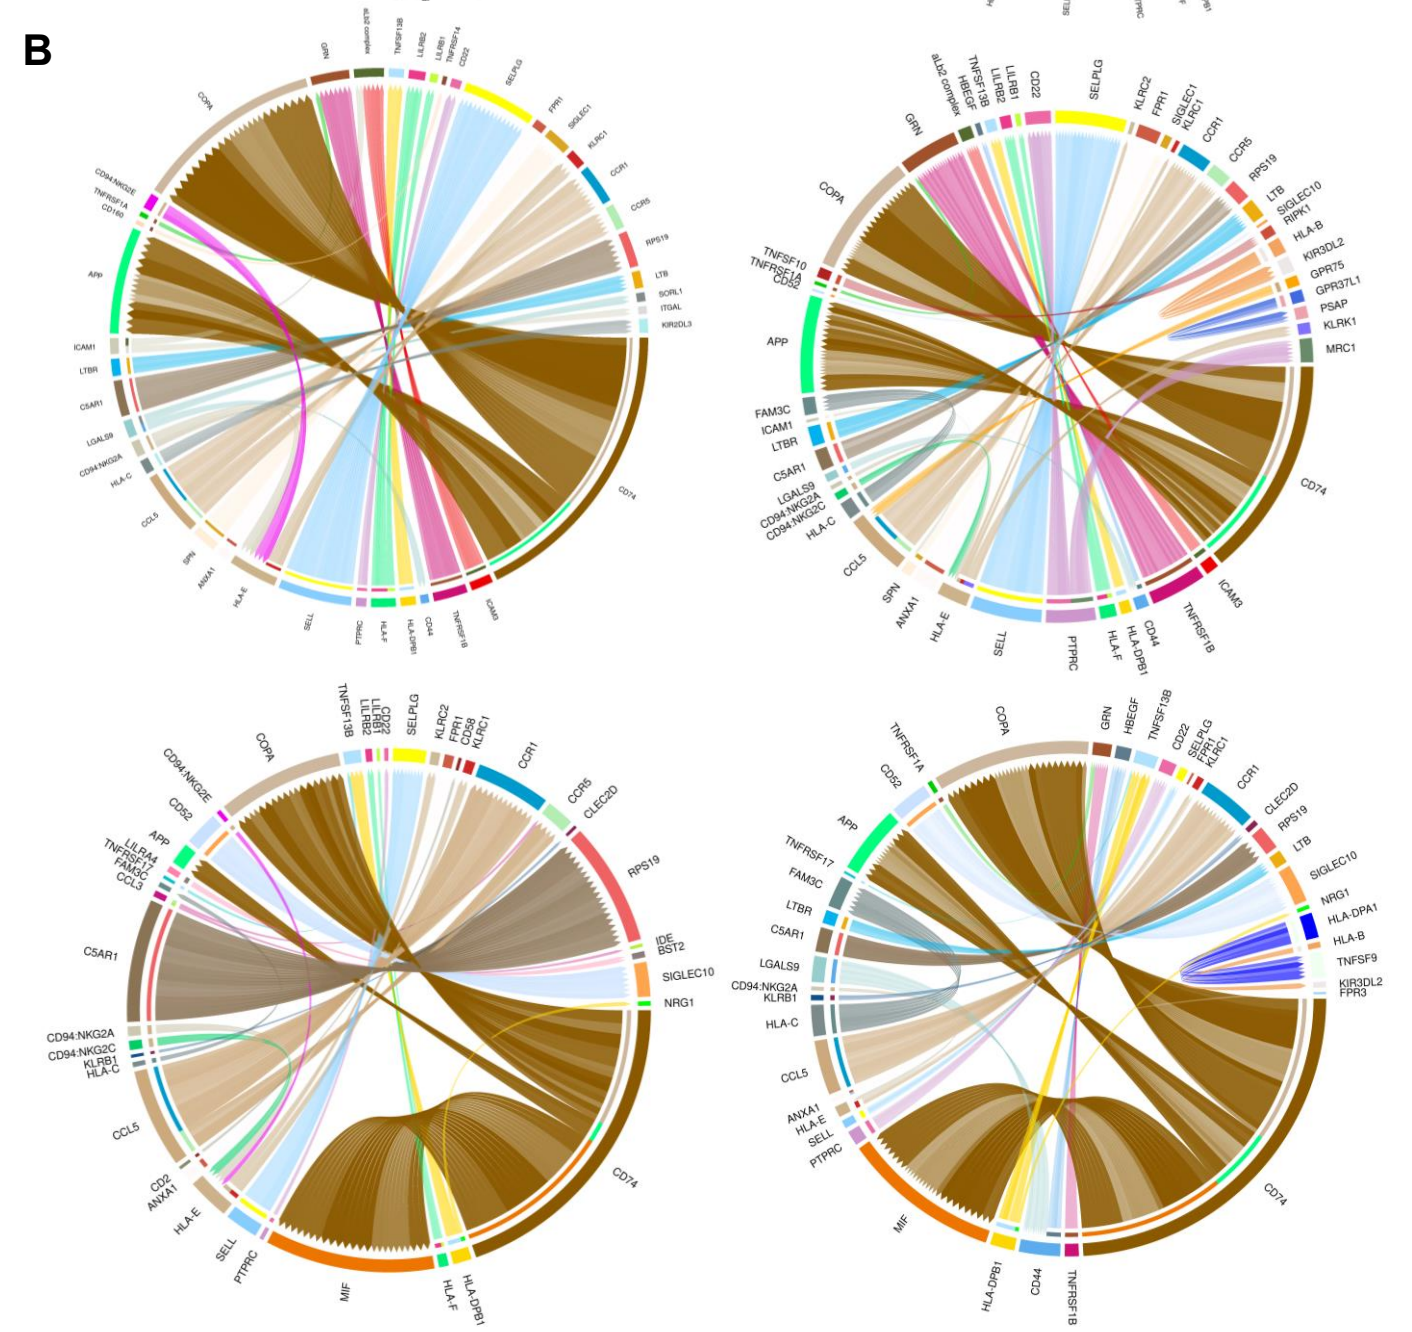 B
COPA
GRN
aLb2 complex
TNFSF13B
LILRB2
LILRB1
TNFRSF14
CD22
SELPLG
FPR1
SIGLEC1
KLRC1
CCR1
CCR5
RPS19
LTB
SORL1
ITGAL
KIR2DL3
CD74
ICAM3
TNFRSF1B
CD44
HLA-DPB1
HLA-F
PTPRC
SELL
HLA-E
ANXA1
SPN
CCL5
HLA-C
CD94:NKG2A
LGALS9
C5AR1
LTBR
ICAM1
APP
CD160
TNFRSF1A
CD94:NKG2E
COPA
GRN
aLb2 complex
HBEGF
TNFSF13B
LILRB2
LILRB1
CD22
SELPLG
KLRC2
FPR1
SIGLEC1
KLRC1
CCR1
CCR5
RPS19
LTB
SIGLEC10
RIPK1
HLA-B
KIR3DL2
GPR75
GPR37L1
PSAP
KLRK1
MRC1
CD74
ICAM3
TNFRSF1B
CD44
HLA-DPB1
HLA-F
PTPRC
SELL
HLA-E
ANXA1
SPN
CCL5
HLA-C
CD94:NKG2C
CD94:NKG2A
LGALS9
C5AR1
LTBR
ICAM1
FAM3C
APP
CD52
TNFRSF1A
TNFSF10
COPA
TNFSF13B
LILRB2
LILRB1
CD22
SELPLG
KLRC2
FPR1
CD58
KLRC1
CCR1
CCR5
CLEC2D
RPS19
IDE
BST2
SIGLEC10
NRG1
CD74
HLA-DPB1
HLA-F
MIF
PTPRC
SELL
HLA-E
ANXA1
CD2
CCL5
HLA-C
KLRB1
CD94:NKG2C
CD94:NKG2A
C5AR1
CCL3
FAM3C
TNFRSF17
LILRA4
APP
CD52
CD94:NKG2E
COPA
GRN
HBEGF
TNFSF13B
CD22
SELPLG
FPR1
KLRC1
CCR1
CLEC2D
RPS19
LTB
SIGLEC10
NRG1
HLA-DPA1
HLA-B
TNFSF9
KIR3DL2
FPR3
CD74
TNFRSF1B
CD44
HLA-DPB1
MIF
PTPRC
SELL
HLA-E
ANXA1
CCL5
HLA-C
KLRB1
CD94:NKG2A
LGALS9
C5AR1
LTBR
FAM3C
TNFRSF17
APP
CD52
TNFRSF1A